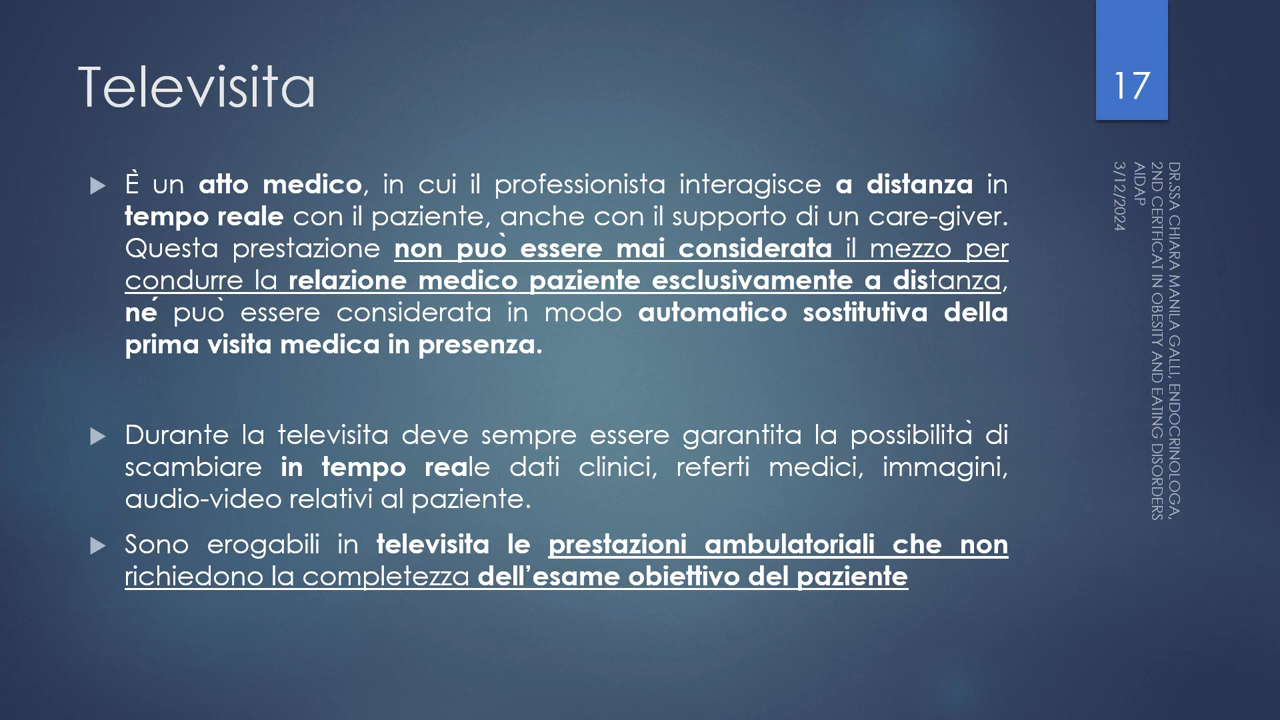 Televisita
17
È un atto medico, in cui il professionista interagisce a distanza in
tempo reale con il paziente, anche con il supporto di un care-giver.
Questa prestazione non può essere mai considerata il mezzo per
condurre la relazione medico paziente esclusivamente a distanza,
né può essere considerata in modo automatico sostitutiva della
prima visita medica in presenza.
Durante la televisita deve sempre essere garantita la possibilità di
scambiare in tempo reale dati clinici, referti medici, immagini,
audio-video relativi al paziente.
Sono erogabili in televisita le prestazioni ambulatoriali che non
richiedono la completezza dell’esame obiettivo del paziente
DR.SSA CHIARA MANILA GALLI, ENDOCRINOLOGA,
2ND CERTFICAT IN OBESITY AND EATING DISORDERS
AIDAP
3/12/2024